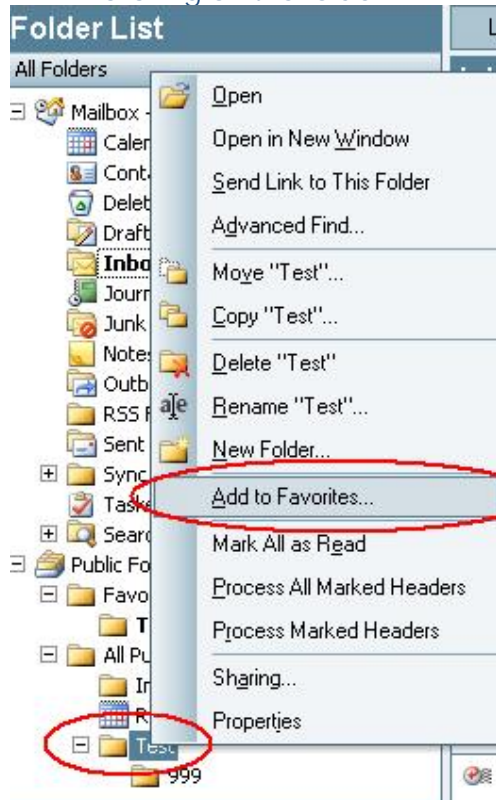 Folder List
All Folders
Mailbox -
Open
Open in New Window
Send Link to This Folder
Advanced Find...
Move "Test"...
Copy "Test"...
Delete "Test"
Rename "Test"...
New Folder...
Add to Favorites...
Mark All as Read
Process All Marked Headers
Process Marked Headers
Sharing...
Properties
Calen
Cont
Delet
Draft
Inbo
Journ
Junk
Notes
Outb
RSS F
Sent
Sync
Tasks
Searc
Public Fo
Favo
T
All Pu
In
R
Test
999